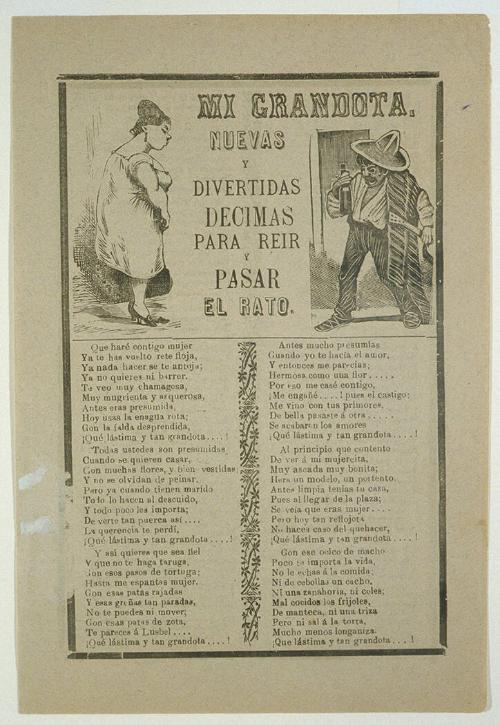 MI GRANDOTA.
NUEVAS
Y
DIVERTIDAS
DECIMAS
PARA REIR
Y
PASAR
EL RATO.
Que haré contigo mujer
Ya te has vuelto rete floja,
Ya nada hacer se te antoja;
Ya no quieres ni barrer.
Te veo muy chamagosa,
Muy mugrienta y asquerosa,
Antes eras presumida,
Hoy usas la enagua rota;
Con la falda desprendida,
¡Qué lástima y tan grandota....!
Todas ustedes son presumidas
Cuando se quieren casar,
Con muchas flores, y bien vestidas
Y no se olvidan de peinar.
Pero ya cuando tienen marido
Todo lo hacen al descuido,
Y todo poco les importa;
De verte tan puerca así....
La querencia te perdí,
¡Qué lástima y tan grandota....!
Y así quieres que sea fiel
Y que no te haga taruga,
Con esos pasos de tortuga;
Hasta me espantas mujer,
Con esas patas rajadas
Y esas greñas tan paradas,
No te puedes ni mover;
Con esas patas de zota,
Te pareces á Lusbel....
¡Qué lástima y tan grandota....!
Antes mucho presumías
Cuando yo te hacía el amor,
Y entonces me parecías;
Hermosa como una flor.....
Por eso me casé contigo,
¡Me engañé....! pues el castigo;
Me vino con tus primores,
De bella pasaste á otra.....
Se acabaron los amores
¡Qué lástima y tan grandota....!
Al principio que contento
De ver á mi mujercita,
Muy aseada muy bonita;
Hera un modelo, un portento.
Antes limpia tenías tu casa,
Pues al llegar de la plaza;
Se veía que eras mujer....
Pero hoy tan reflojota
No haces caso del quehacer,
¡Qué lástima y tan grandota....!
Con ese odico de macho
Poco te importa la vida,
No le echas á la comida;
Ni de cebollas un cacho,
Ni una zanahoria, ni coles;
Mal cocidos los frijoles,
De manteca, ni una triza
Pero ni sal á la torta,
Mucho menos longaniza.
¡Que lástima y tan grandota....!